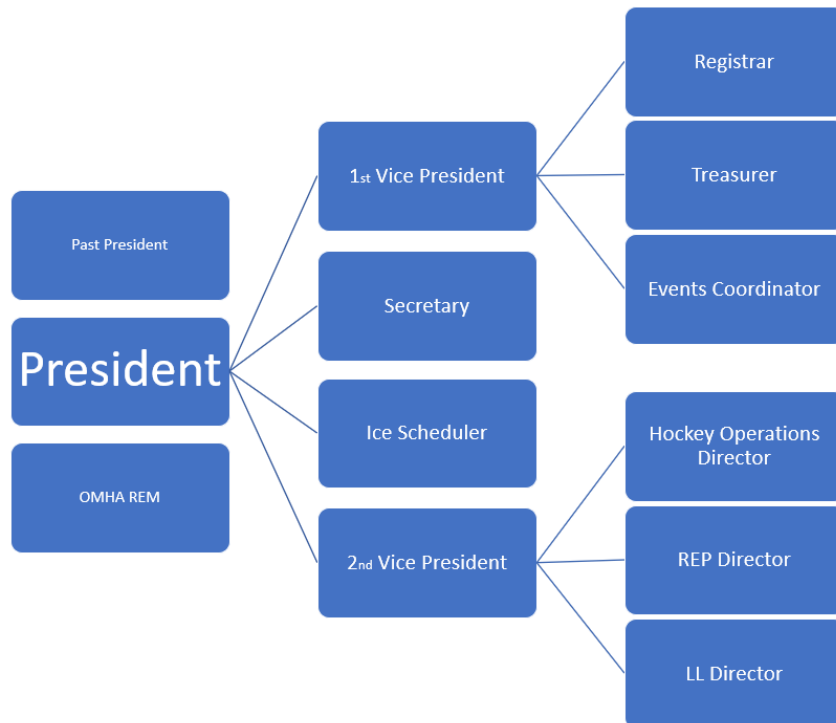 Past President
President
OMHA REM
1st Vice President
Secretary
Ice Scheduler
2nd Vice President
Registrar
Treasurer
Events Coordinator
Hockey Operations
Director
REP Director
LL Director